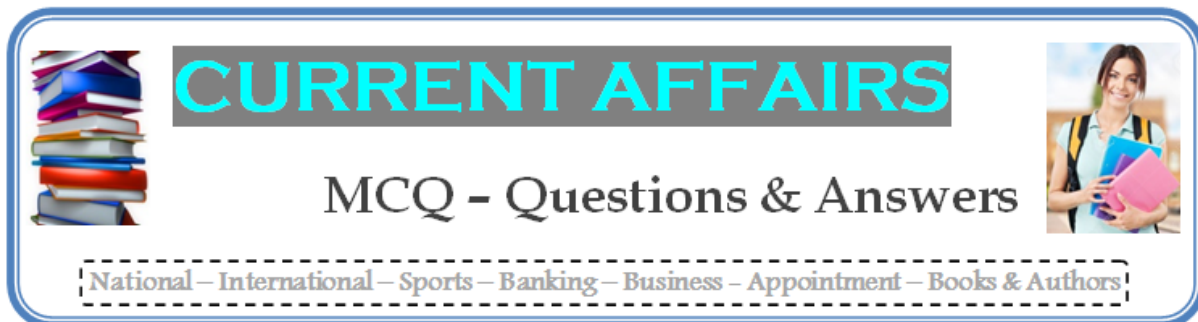 CURRENT AFFAIRS
MCQ – Questions & Answers
National – International – Sports – Banking – Business – Appointment – Books & Authors